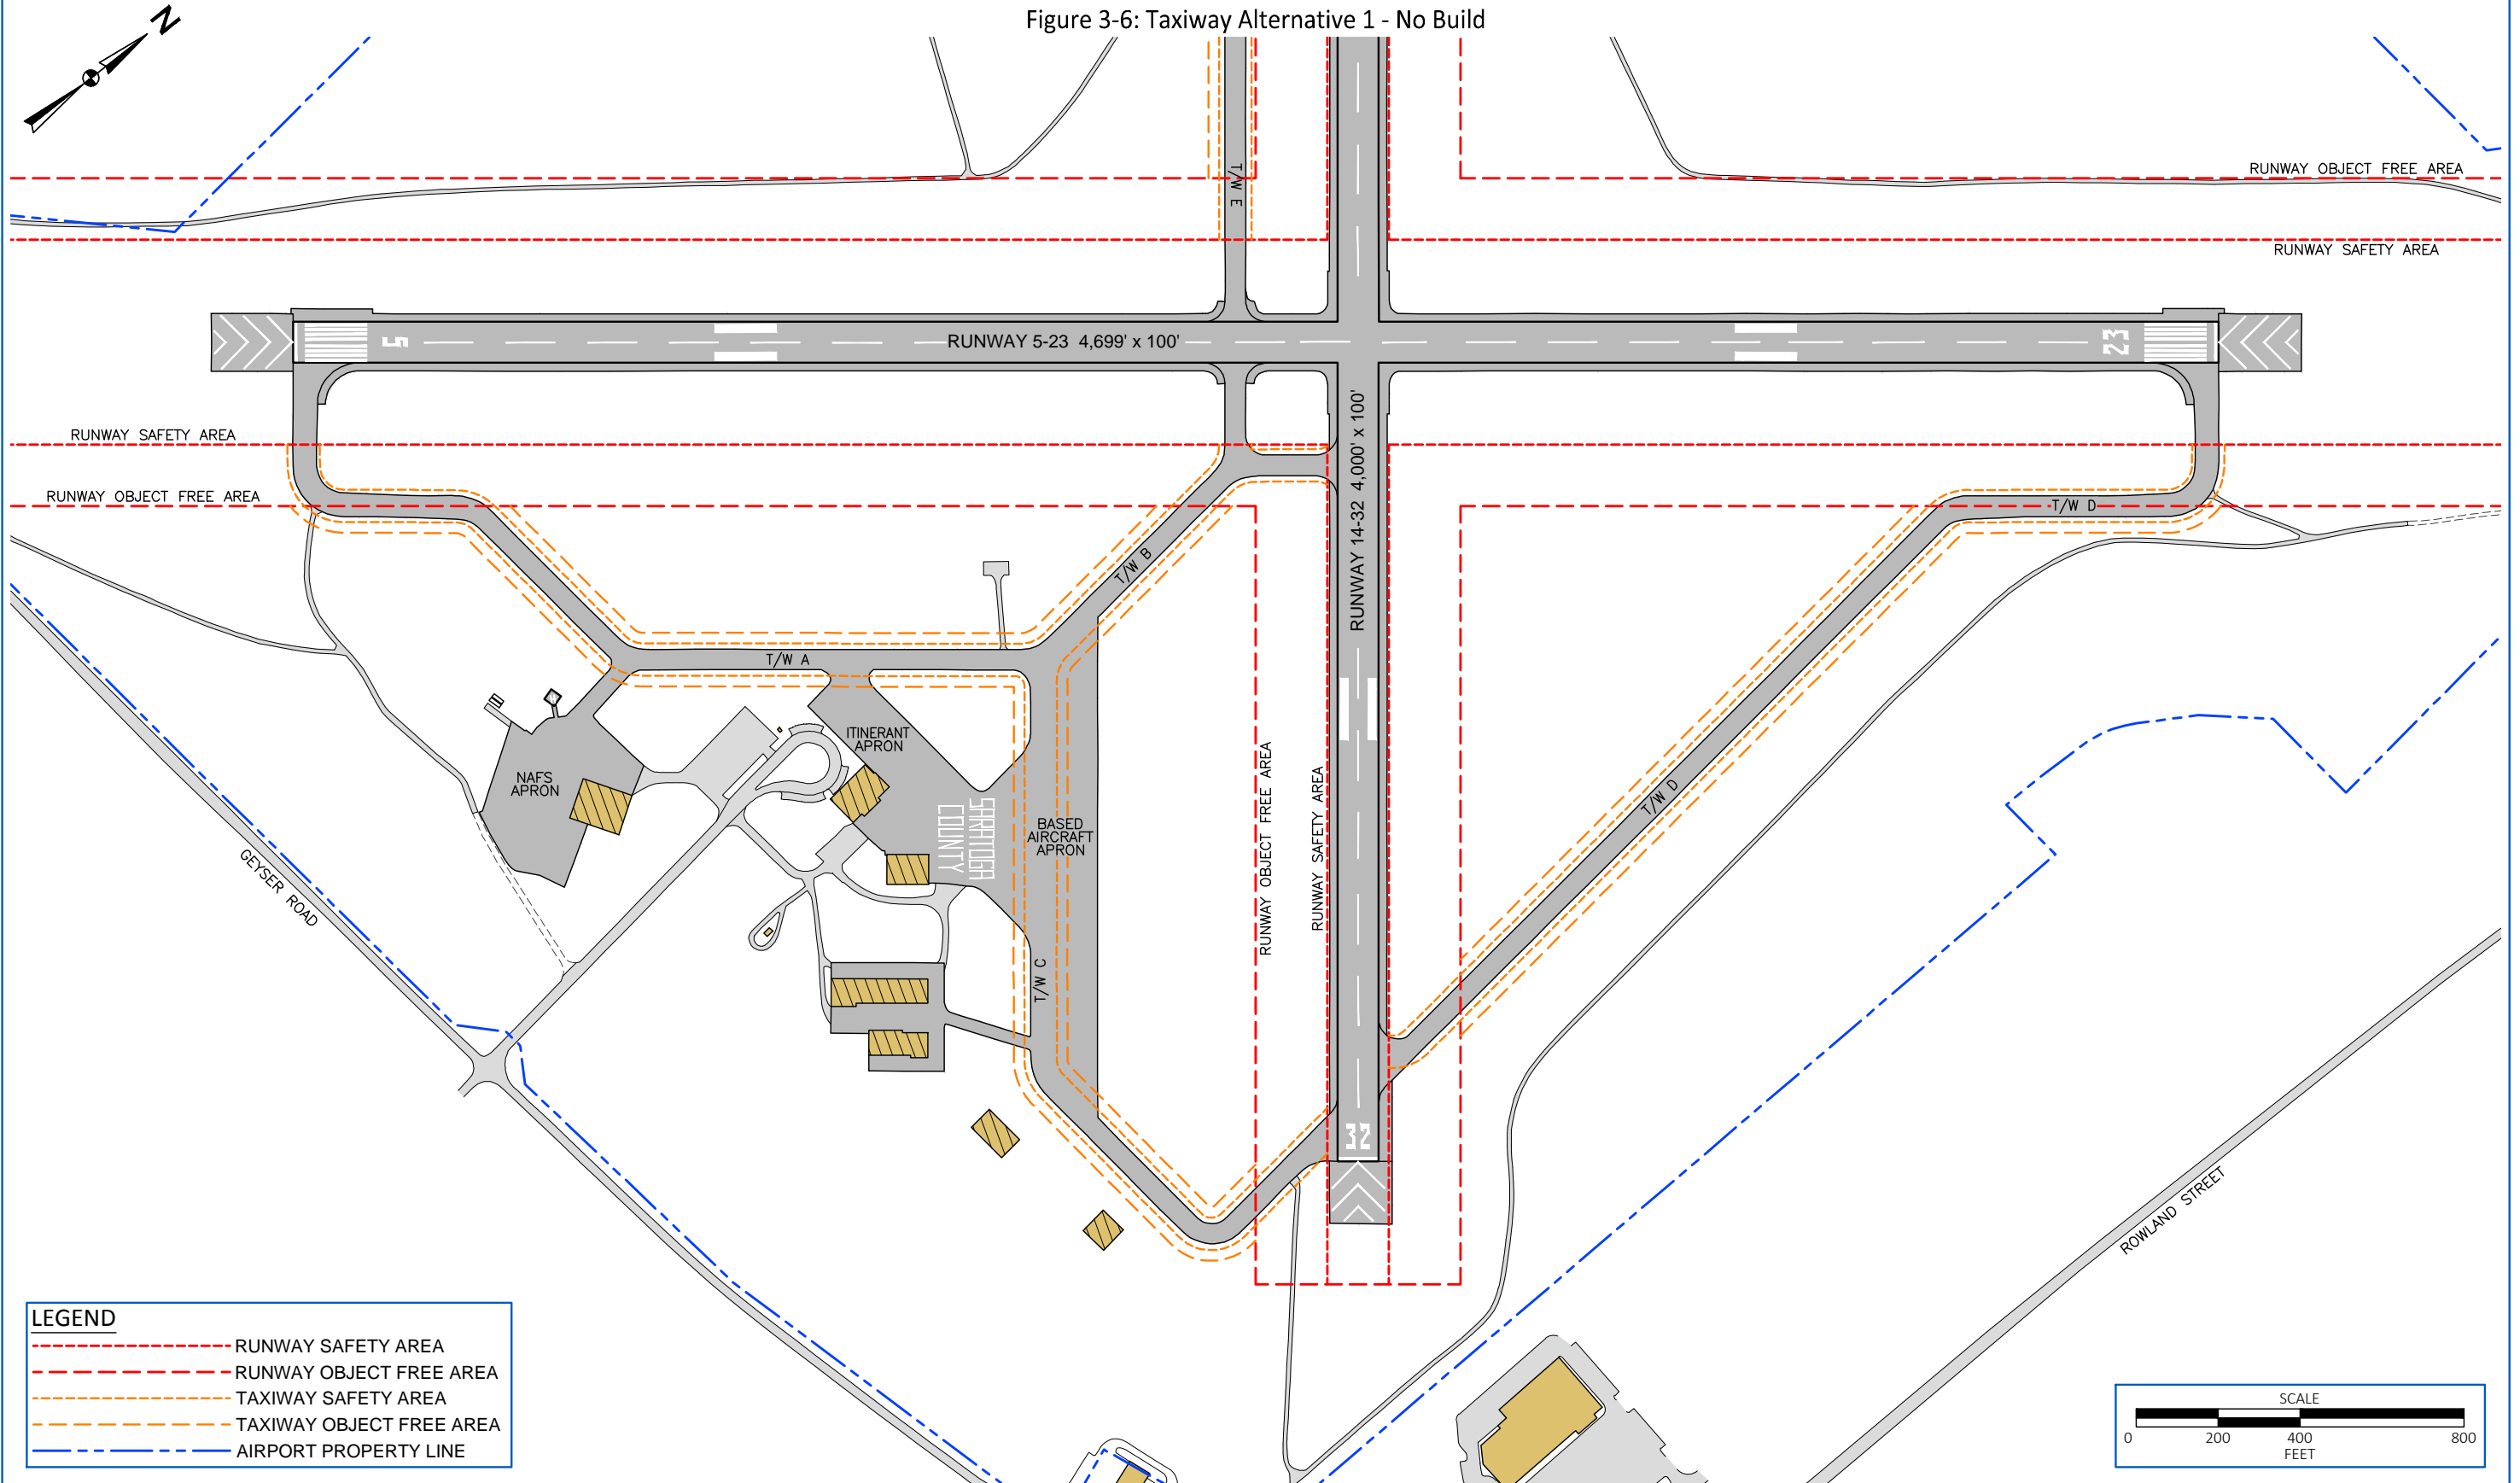 Figure 3-6: Taxiway Alternative 1 - No Build
N
T/W E
RUNWAY OBJECT FREE AREA
RUNWAY SAFETY AREA
5
RUNWAY 5-23 4,699' x 100'
23
RUNWAY SAFETY AREA
RUNWAY OBJECT FREE AREA
RUNWAY 14-32 4,000' x 100'
T/W D
T/W B
T/W A
ITINERANT
APRON
NAFS
APRON
SARATOGA
COUNTY
BASED
AIRCRAFT
APRON
RUNWAY OBJECT FREE AREA
RUNWAY SAFETY AREA
T/W D
GEYSER ROAD
T/W C
32
ROWLAND STREET
LEGEND
RUNWAY SAFETY AREA
RUNWAY OBJECT FREE AREA
TAXIWAY SAFETY AREA
TAXIWAY OBJECT FREE AREA
AIRPORT PROPERTY LINE
SCALE
0 200 400 800
FEET